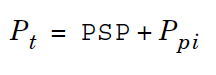 P_t = PSP + P_pi